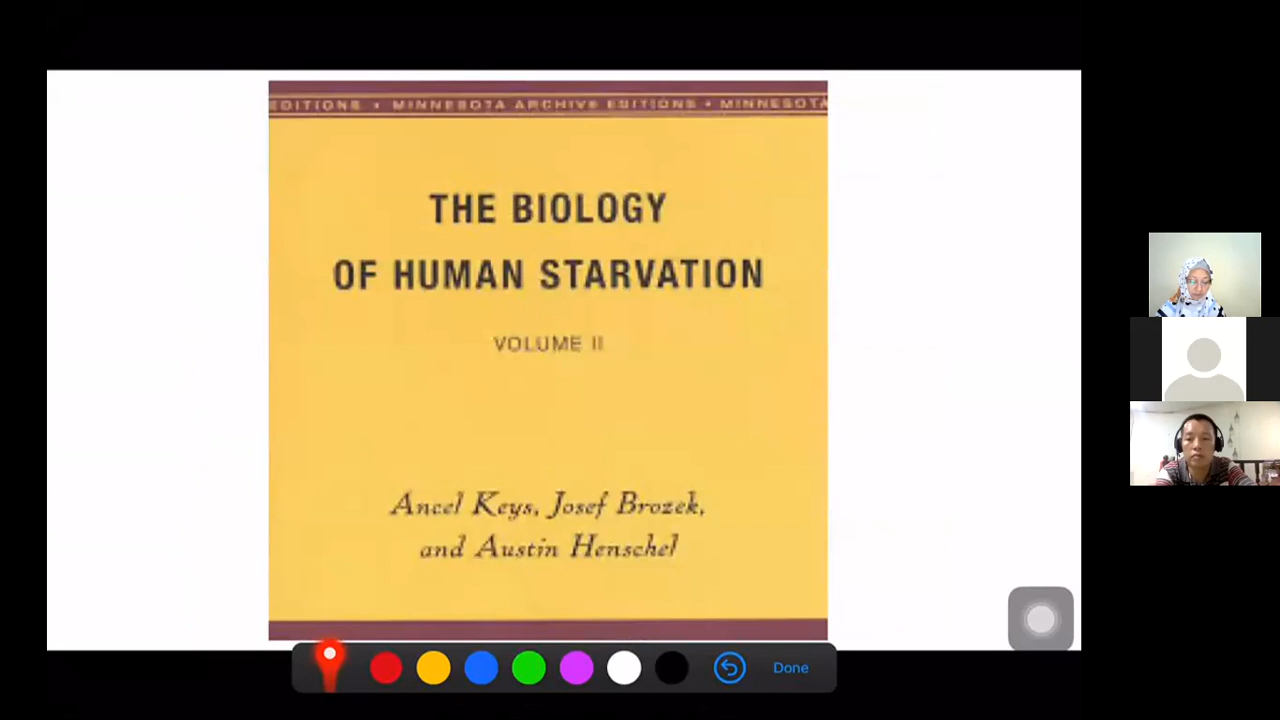 EDITIONS • MINNESOTA ARCHIVE EDITIONS • MINNESOTA
THE BIOLOGY
OF HUMAN STARVATION
VOLUME II
Ancel Keys, Josef Brozek,
and Austin Henschel
Done